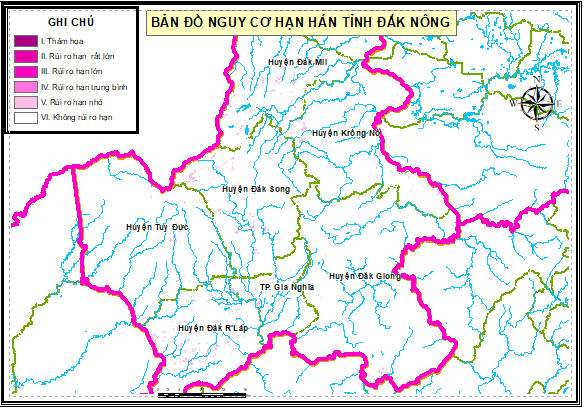 BẢN ĐỒ NGUY CƠ HẠN HÁN TỈNH ĐẮK NÔNG
GHI CHÚ
I. Thảm họa
II. Rủi ro hạn rất lớn
III. Rủi ro hạn lớn
IV. Rủi ro hạn trung bình
V. Rủi ro hạn nhỏ
VI. Không rủi ro hạn
Huyện Đắk Mil
N
W
E
S
Huyện Krông Nô
Huyện Đắk Song
Huyện Tuy Đức
Huyện Đắk Glong
TP. Gia Nghĩa
Huyện Đắk R'Lấp